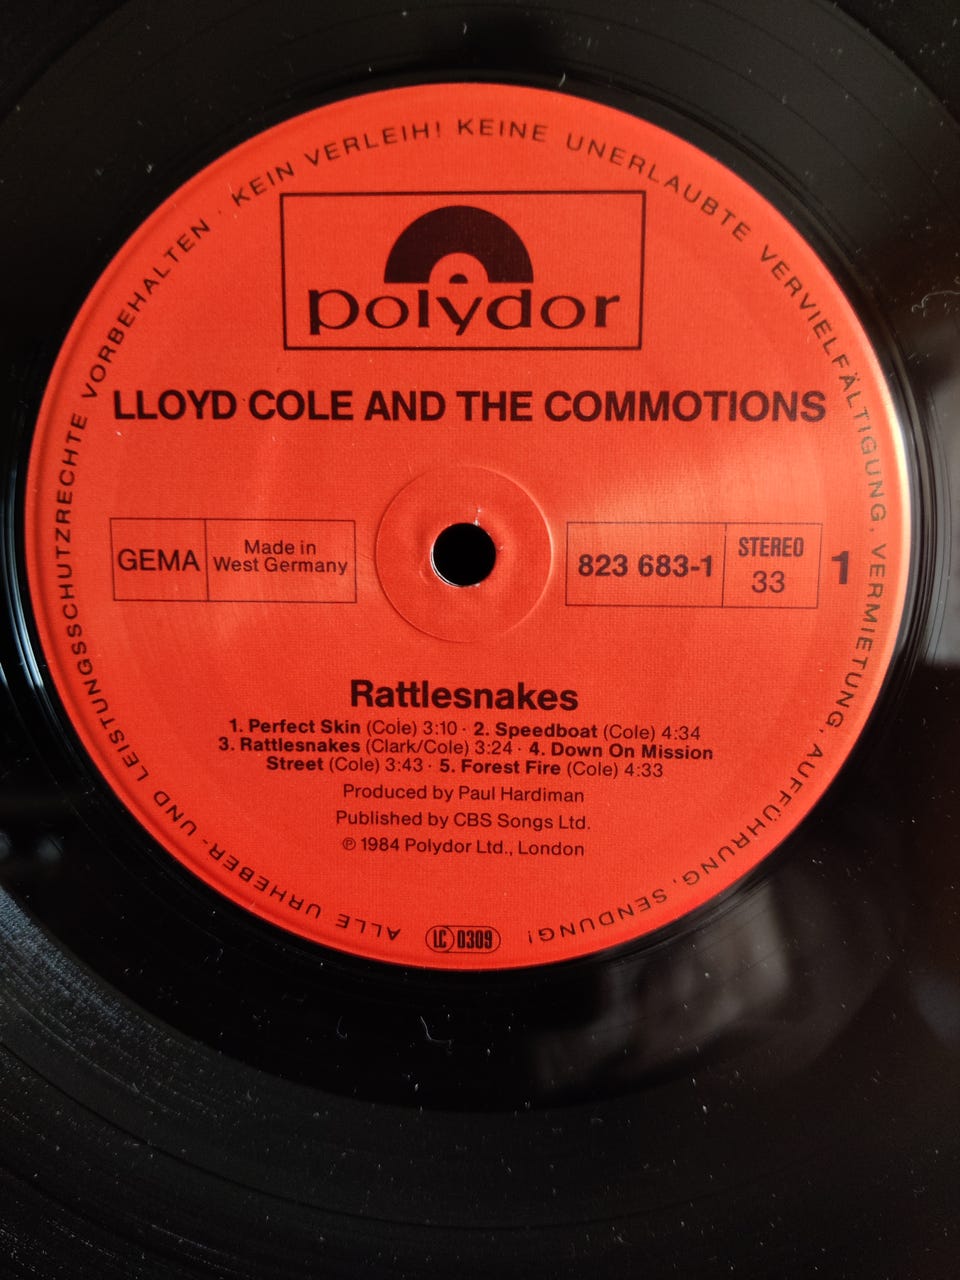 ALLE URHEBER- UND LEISTUNGSSCHUTZRECHTE VORBEHALTEN · KEIN VERLEIH! KEINE UNERLAUBTE VERVIELFÄLTIGUNG, VERMIETUNG, AUFFÜHRUNG, SENDUNG!
polydor
LLOYD COLE AND THE COMMOTIONS
GEMA
Made in
West Germany
823 683-1
STEREO
33
1
Rattlesnakes
1. Perfect Skin (Cole) 3:10 · 2. Speedboat (Cole) 4:34
3. Rattlesnakes (Clark/Cole) 3:24 · 4. Down On Mission
Street (Cole) 3:43 · 5. Forest Fire (Cole) 4:33
Produced by Paul Hardiman
Published by CBS Songs Ltd.
℗ 1984 Polydor Ltd., London
LC 0309